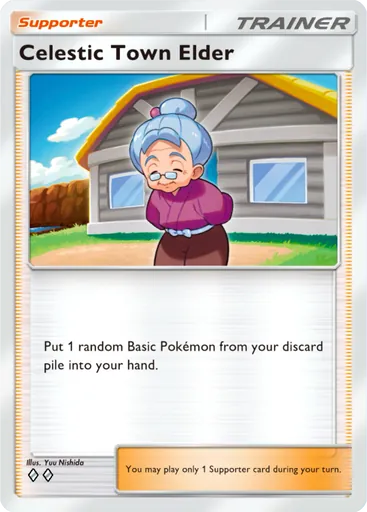 Supporter
TRAINER
Celestic Town Elder
Put 1 random Basic Pokémon from your discard
pile into your hand.
Illus. Yuu Nishida
You may play only 1 Supporter card during your turn.